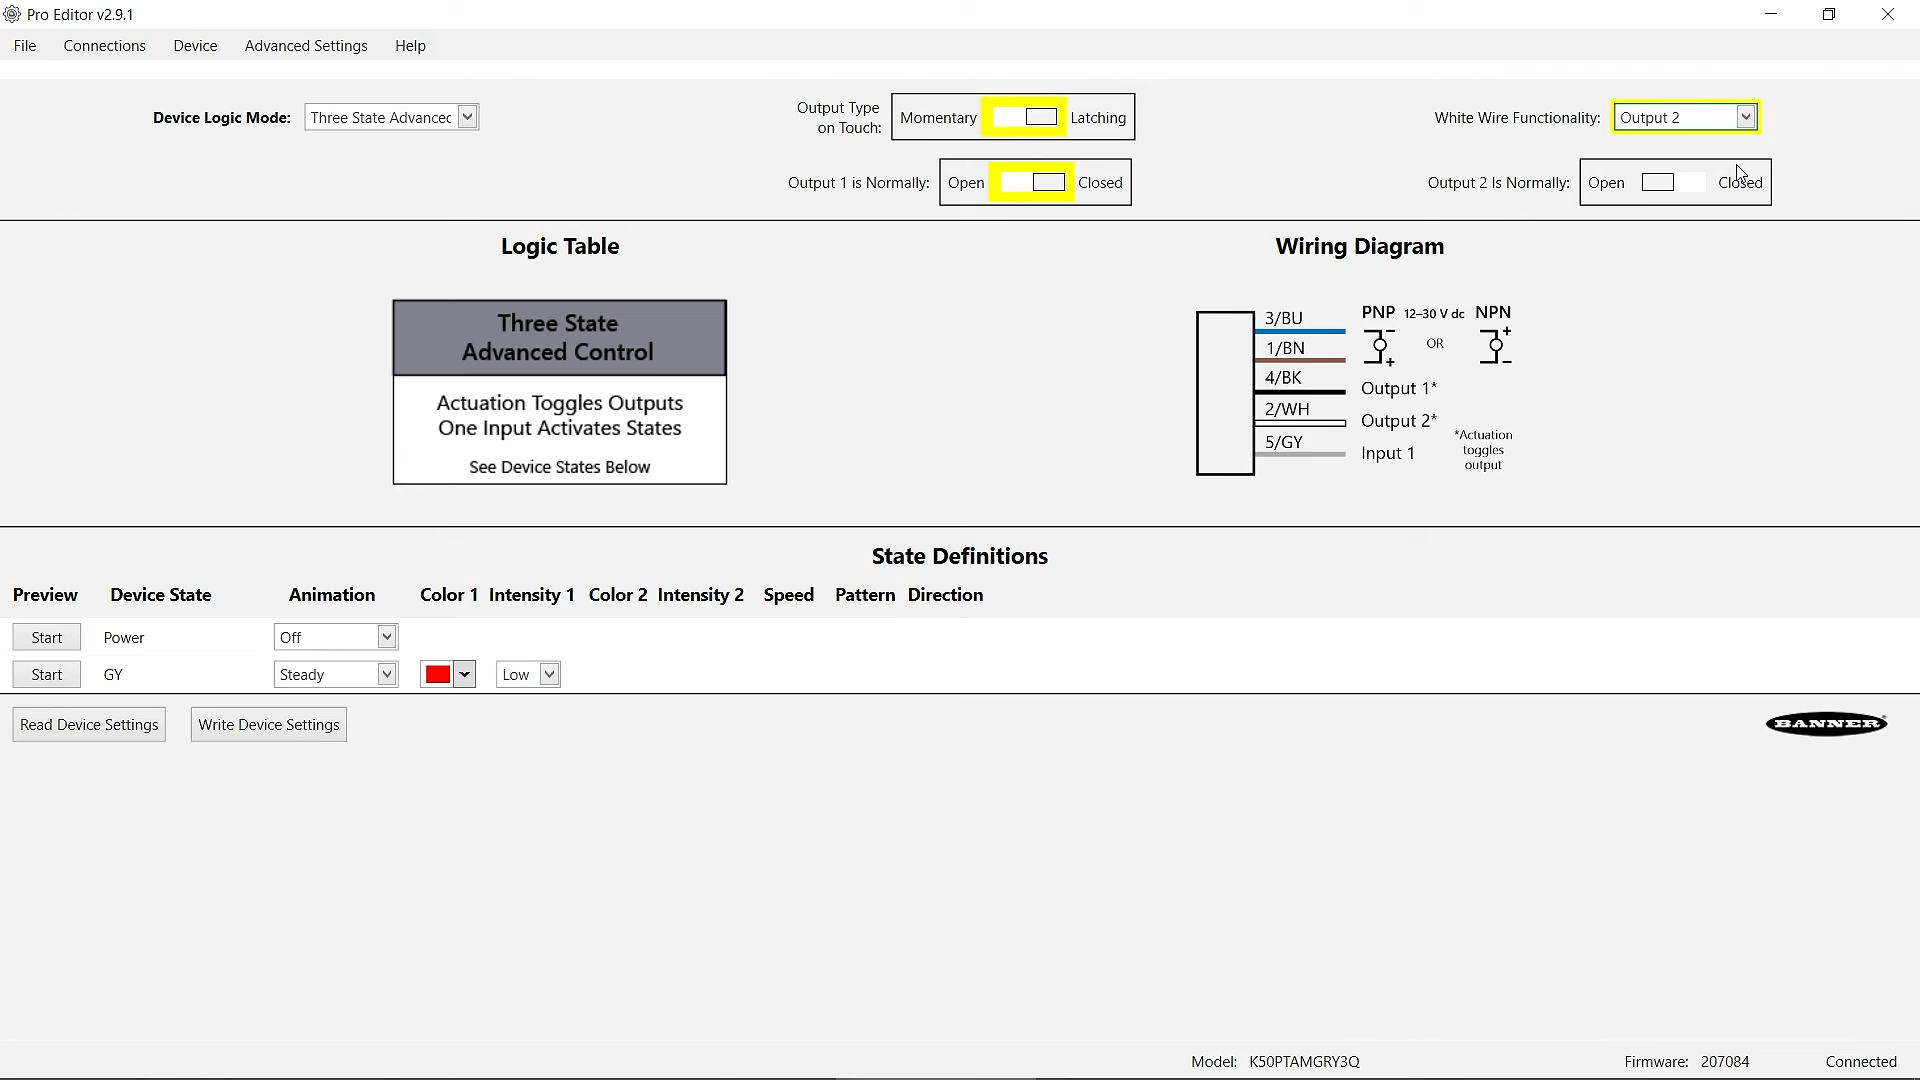 Pro Editor v2.9.1
File Connections Device Advanced Settings Help
Device Logic Mode: Three State Advancec
Output Type
on Touch: Momentary Latching
White Wire Functionality: Output 2
Output 1 is Normally: Open Closed
Output 2 Is Normally: Open Closed
Logic Table
Three State
Advanced Control
Actuation Toggles Outputs
One Input Activates States
See Device States Below
Wiring Diagram
3/BU
1/BN
4/BK
2/WH
5/GY
PNP 12–30 V dc NPN
OR
Output 1*
Output 2*
Input 1
*Actuation
toggles
output
State Definitions
Preview Device State Animation Color 1 Intensity 1 Color 2 Intensity 2 Speed Pattern Direction
Start Power Off
Start GY Steady Low
Read Device Settings Write Device Settings
BANNER
Model: K50PTAMGRY3Q Firmware: 207084 Connected